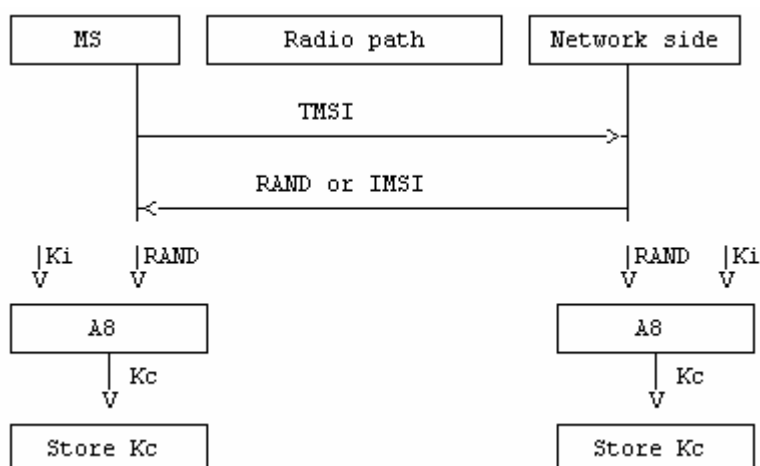 MS Radio path Network side
TMSI
RAND or IMSI
Ki RAND RAND Ki
A8 A8
Kc Kc
Store Kc Store Kc